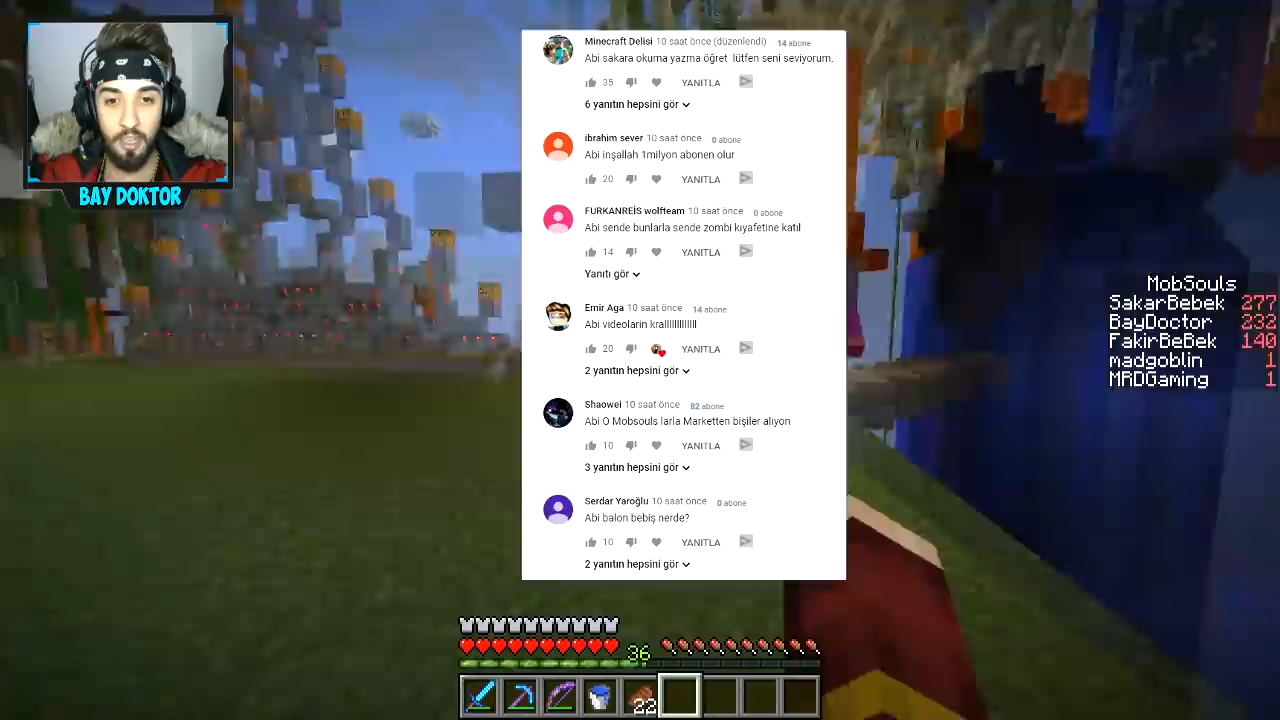 BAY DOKTOR
Minecraft Delisi 10 saat önce (düzenlendi) 14 abone
Abi sakara okuma yazma öğret lütfen seni seviyorum.
35 YANITLA
6 yanıtın hepsini gör
ibrahim sever 10 saat önce 0 abone
Abi inşallah 1milyon abonen olur
20 YANITLA
FURKANREİS wolfteam 10 saat önce 0 abone
Abi sende bunlarla sende zombi kıyafetine katıl
14 YANITLA
Yanıtı gör
Emir Aga 10 saat önce 14 abone
Abi videolarin krallllllllllllll
20 YANITLA
2 yanıtın hepsini gör
Shaowei 10 saat önce 82 abone
Abi O Mobsouls larla Marketten bişiler alıyon
10 YANITLA
3 yanıtın hepsini gör
Serdar Yaroğlu 10 saat önce 0 abone
Abi balon bebiş nerde?
10 YANITLA
2 yanıtın hepsini gör
MobSouls
SakarBebek 277
BayDoctor 232
FakirBeBek 140
madgoblin 1
MRDGaming 1
36
22